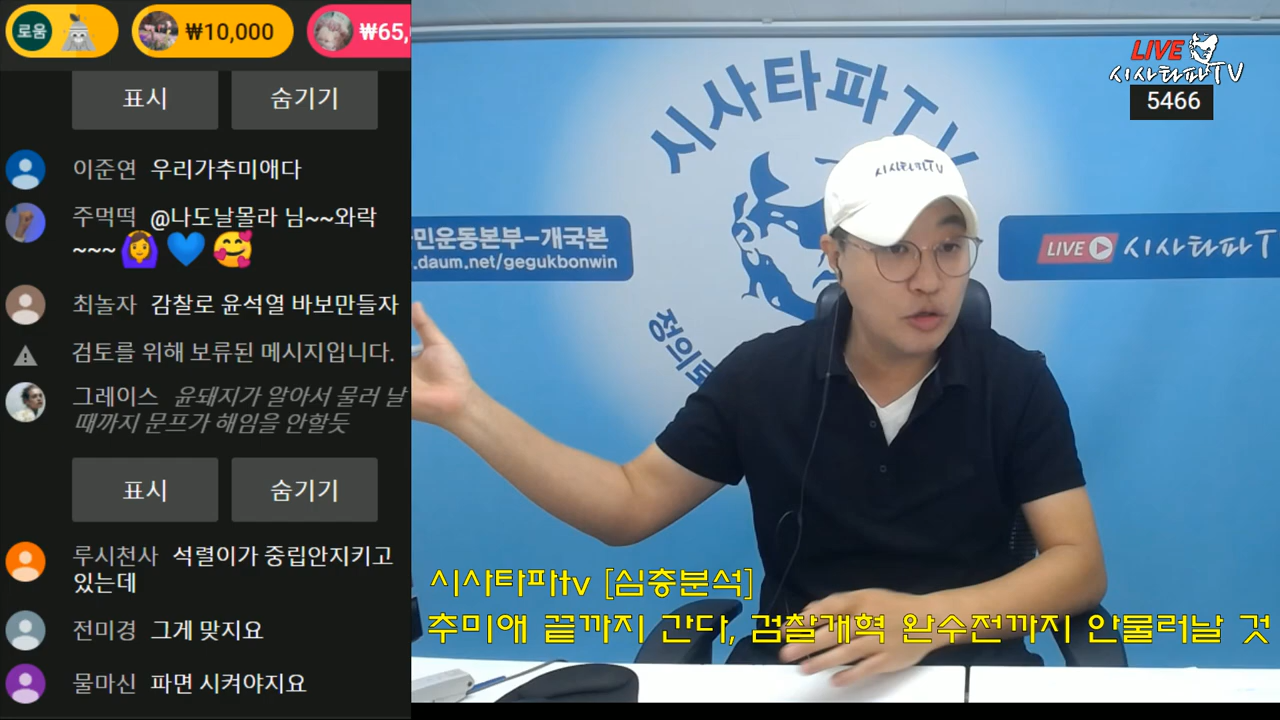 로움
₩10,000
₩65,
표시
숨기기
이준연 우리가추미애다
주먹떡 @나도날몰라 님~~와락
~~~
최놀자 감찰로 윤석열 바보만들자
검토를 위해 보류된 메시지입니다.
그레이스 윤돼지가 알아서 물러 날
때까지 문프가 해임을 안할듯
표시
숨기기
루시천사 석렬이가 중립안지키고
있는데
전미경 그게 맞지요
물마신 파면 시켜야지요
LIVE
시사타파TV
5466
시사타파TV
시사타파TV
민운동본부-개국본
.daum.net/gegukbonwin
LIVE 시사타파T
정의로
시사타파tv [심층분석]
추미애 끝까지 간다, 검찰개혁 완수전까지 안물러날 것